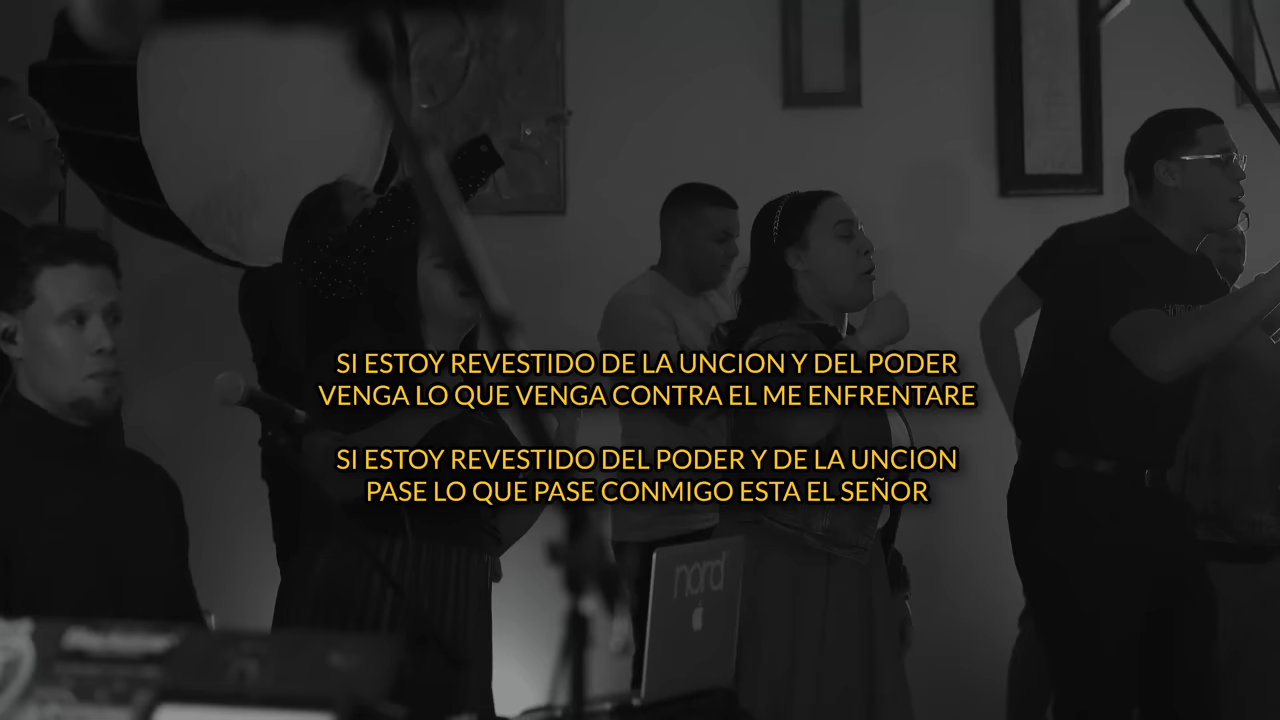 SI ESTOY REVESTIDO DE LA UNCION Y DEL PODER
VENGA LO QUE VENGA CONTRA EL ME ENFRENTARE
SI ESTOY REVESTIDO DEL PODER Y DE LA UNCION
PASE LO QUE PASE CONMIGO ESTA EL SEÑOR
nord